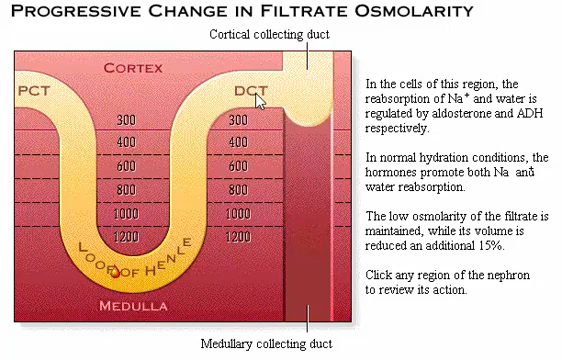 PROGRESSIVE CHANGE IN FILTRATE OSMOLARITY
Cortical collecting duct
CORTEX
PCT
DCT
300 300
400 400
600 600
800 800
1000 1000
1200 1200
LOOP OF HENLE
MEDULLA
Medullary collecting duct
In the cells of this region, the
reabsorption of Na+ and water is
regulated by aldosterone and ADH
respectively.
In normal hydration conditions, the
hormones promote both Na+ and
water reabsorption.
The low osmolarity of the filtrate is
maintained, while its volume is
reduced an additional 15%.
Click any region of the nephron
to review its action.